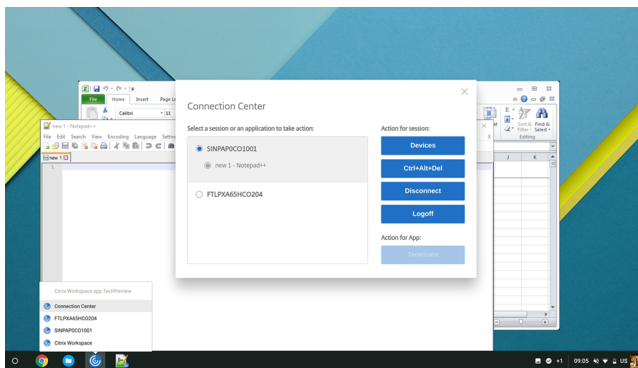 File Home Insert Page L
Calibri 11
Sort & Find &
Filter Select
Editing
J K
new 1 - Notepad++
File Edit Search View Encoding Language Settin
new 1
1
X
Connection Center
Select a session or an application to take action:
SINPAP0CO1001
new 1 - Notepad++
FTLPXA65HCO204
Action for session:
Devices
Ctrl+Alt+Del
Disconnect
Logoff
Action for App:
Terminate
Citrix Workspace app TechPreview
Connection Center
FTLPXA65HCO204
SINPAP0CO1001
Citrix Workspace
+1 09:05 US